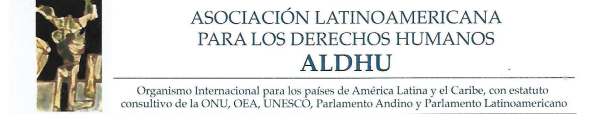 ASOCIACIÓN LATINOAMERICANA
PARA LOS DERECHOS HUMANOS
ALDHU
Organismo Internacional para los países de América Latina y el Caribe, con estatuto
consultivo de la ONU, OEA, UNESCO, Parlamento Andino y Parlamento Latinoamericano